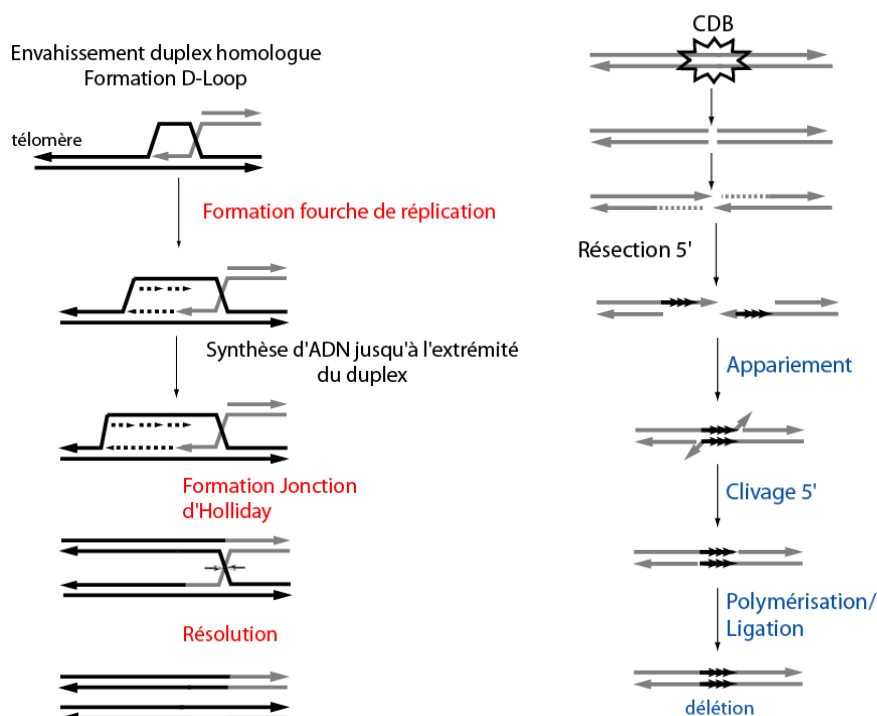 Envahissement duplex homologue
Formation D-Loop
télomère
Formation fourche de réplication
Synthèse d'ADN jusqu'à l'extrémité
du duplex
Formation Jonction
d'Holliday
Résolution
CDB
Résection 5'
Appariement
Clivage 5'
Polymérisation/
Ligation
délétion